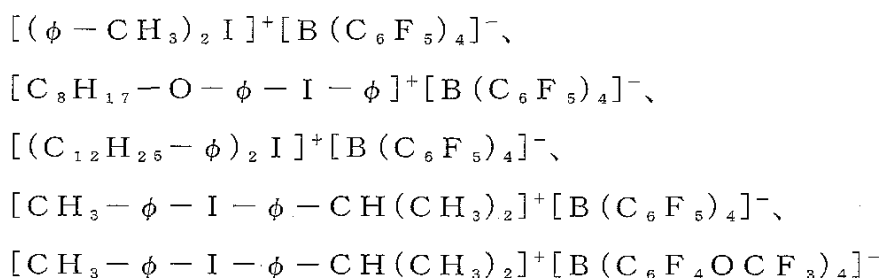 [(φ－CH₃)₂I]⁺[B(C₆F₅)₄]⁻、
[C₈H₁₇－O－φ－I－φ]⁺[B(C₆F₅)₄]⁻、
[(C₁₂H₂₅－φ)₂I]⁺[B(C₆F₅)₄]⁻、
[CH₃－φ－I－φ－CH(CH₃)₂]⁺[B(C₆F₅)₄]⁻、
[CH₃－φ－I－φ－CH(CH₃)₂]⁺[B(C₆F₄OCF₃)₄]⁻